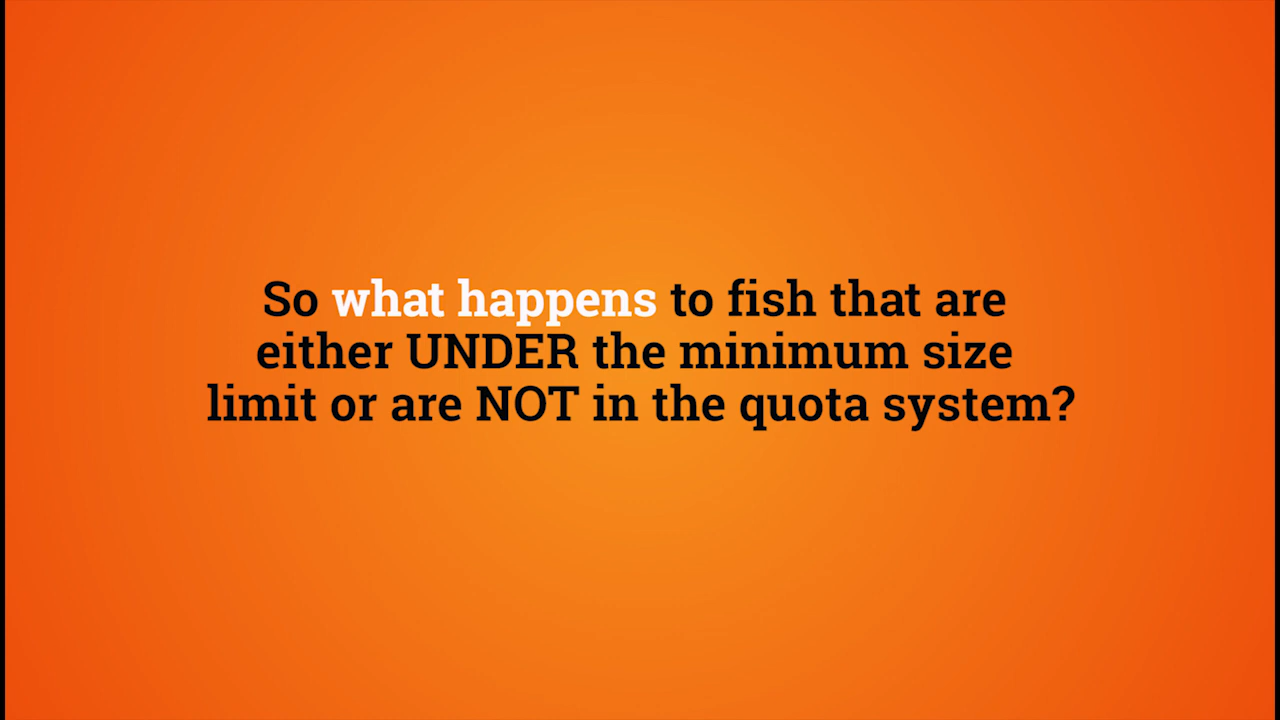 So what happens to fish that are
either UNDER the minimum size
limit or are NOT in the quota system?